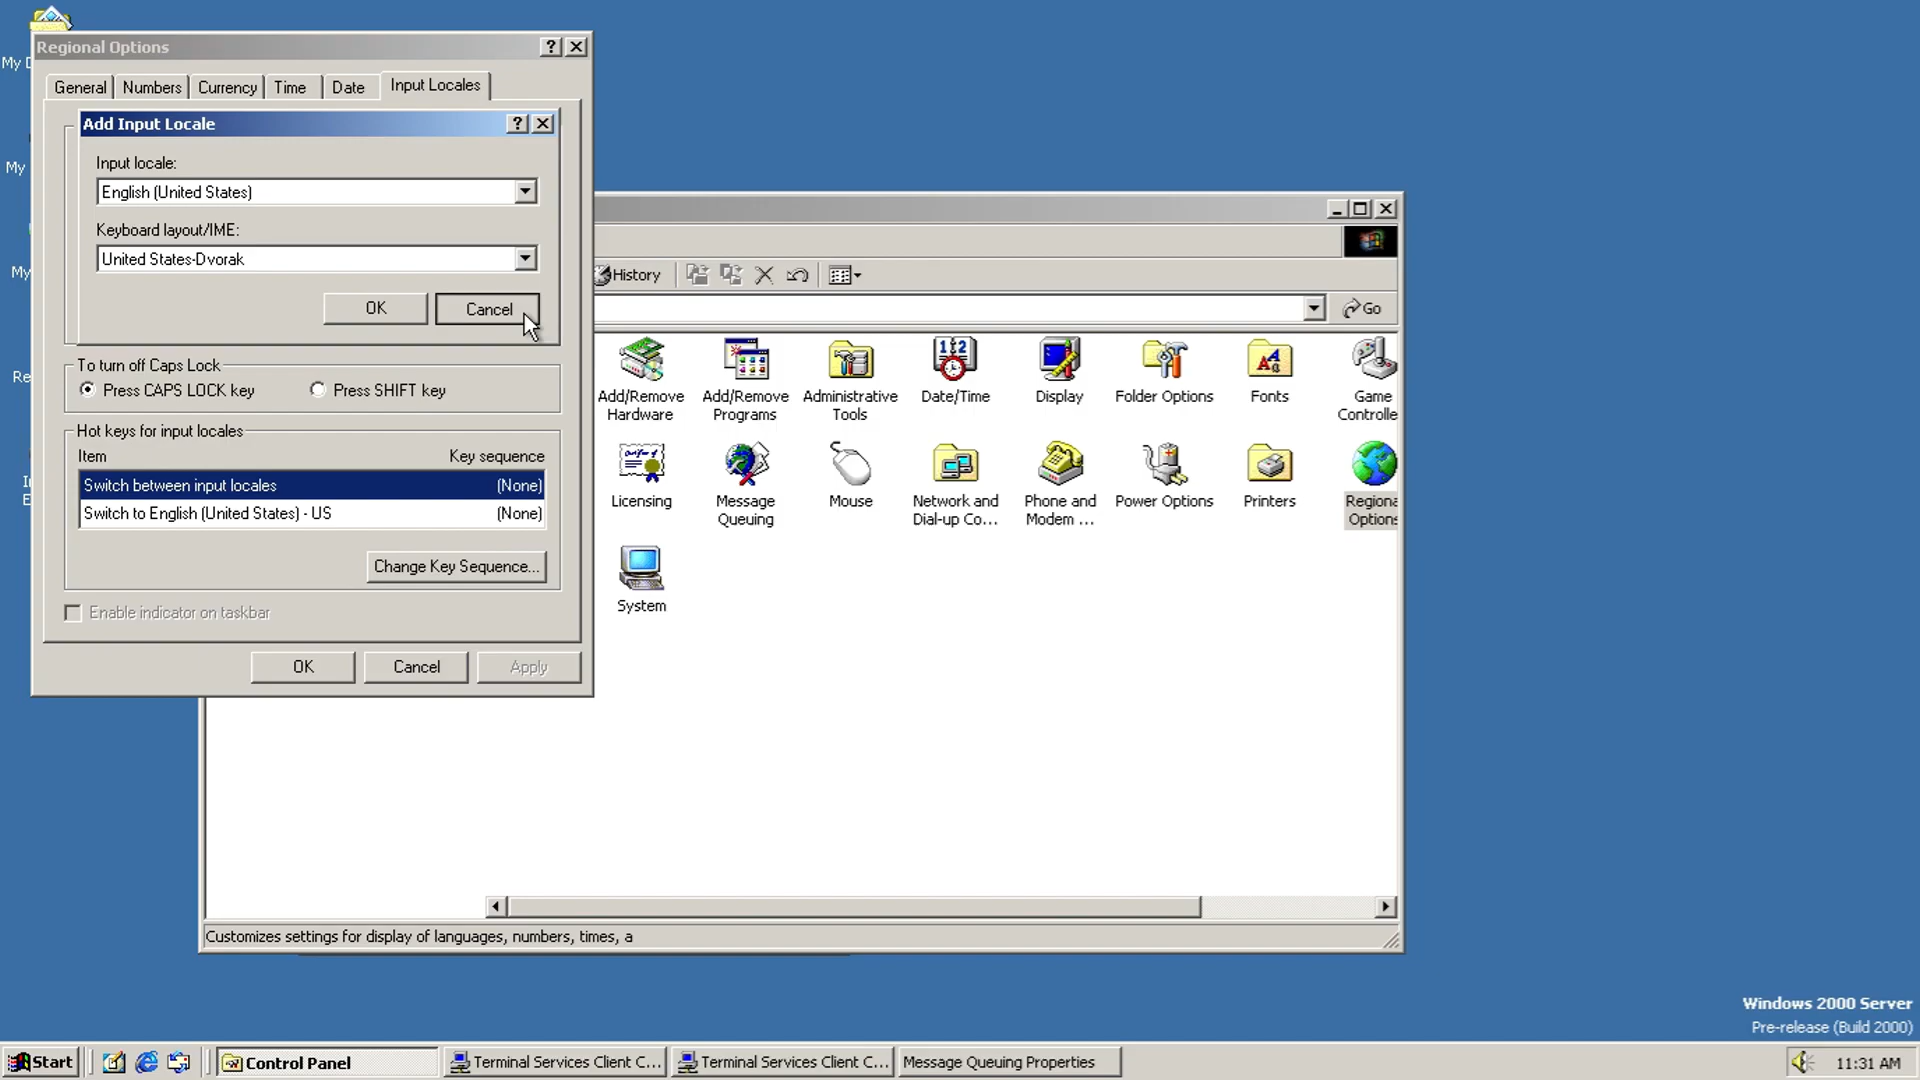 Regional Options
General
Numbers
Currency
Time
Date
Input Locales
Add Input Locale
Input locale:
English (United States)
Keyboard layout/IME:
United States-Dvorak
OK
Cancel
To turn off Caps Lock
Press CAPS LOCK key
Press SHIFT key
Hot keys for input locales
Item
Key sequence
Switch between input locales
(None)
Switch to English (United States) - US
(None)
Change Key Sequence...
Enable indicator on taskbar
OK
Cancel
Apply
My
My
My
History
Go
Add/Remove
Hardware
Add/Remove
Programs
Administrative
Tools
Date/Time
Display
Folder Options
Fonts
Game
Controlle
Licensing
Message
Queuing
Mouse
Network and
Dial-up Co...
Phone and
Modem ...
Power Options
Printers
Regiona
Options
System
Customizes settings for display of languages, numbers, times, a
Windows 2000 Server
Pre-release (Build 2000)
Start
Control Panel
Terminal Services Client C...
Terminal Services Client C...
Message Queuing Properties
11:31 AM